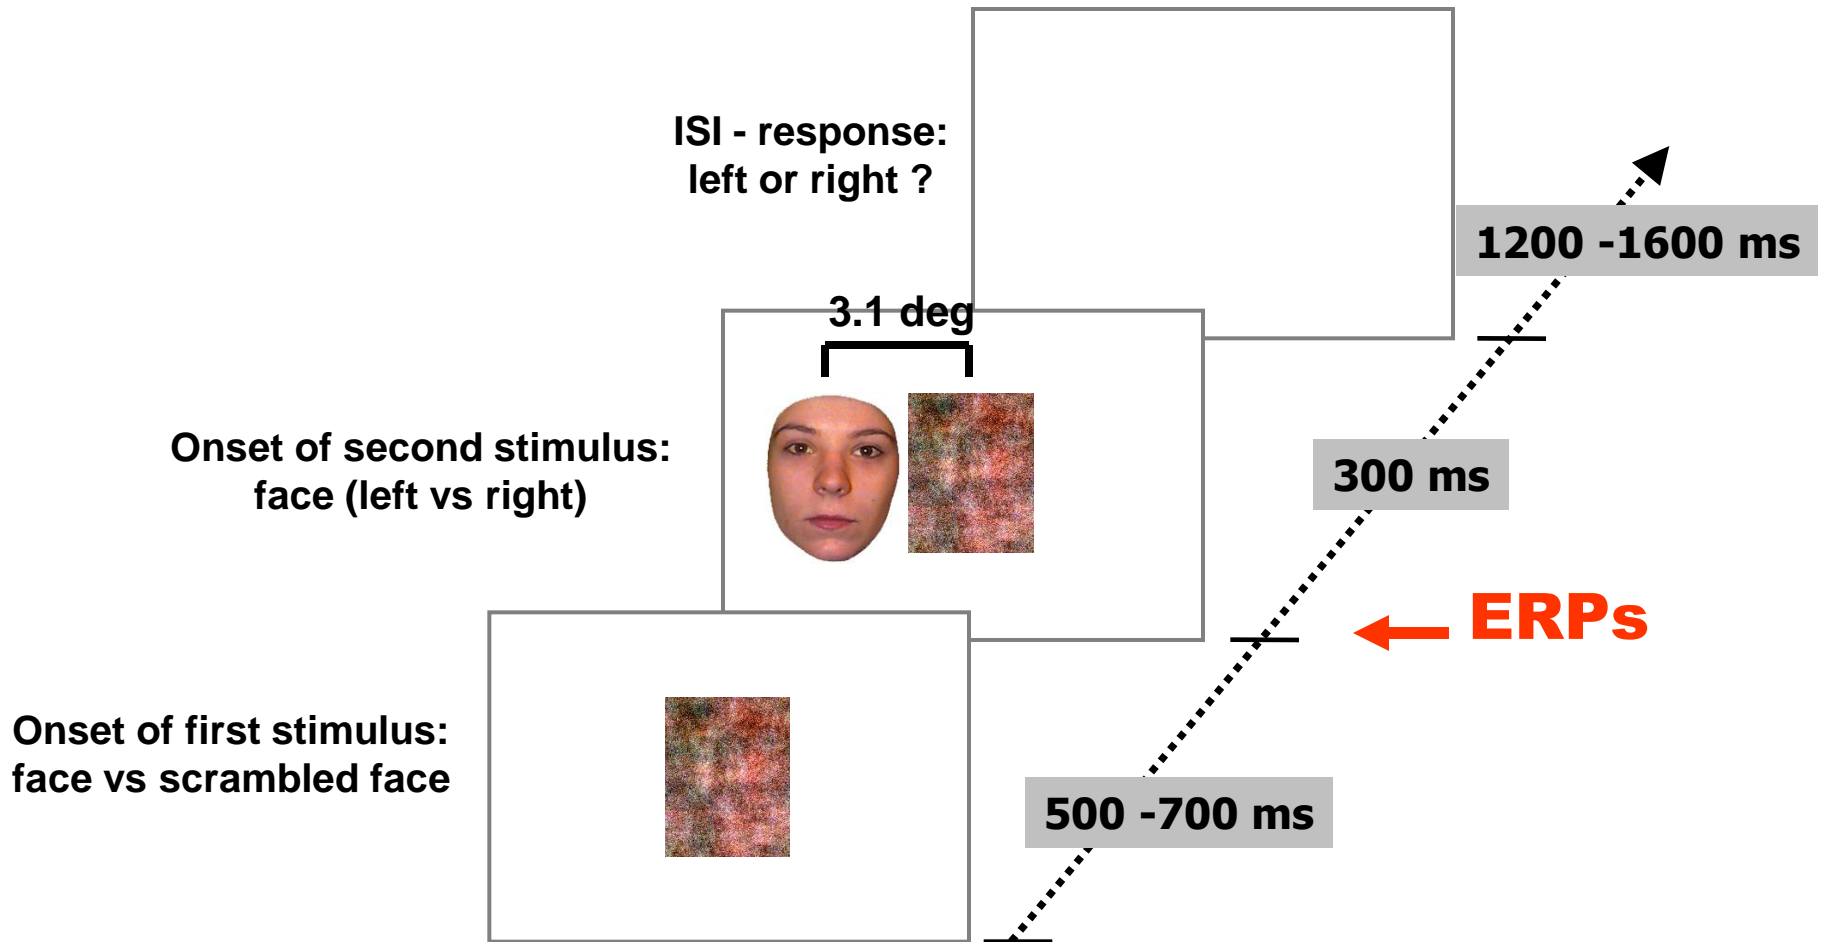 ISI - response:
left or right ?
1200 -1600 ms
3.1 deg
Onset of second stimulus:
face (left vs right)
300 ms
ERPs
Onset of first stimulus:
face vs scrambled face
500 -700 ms